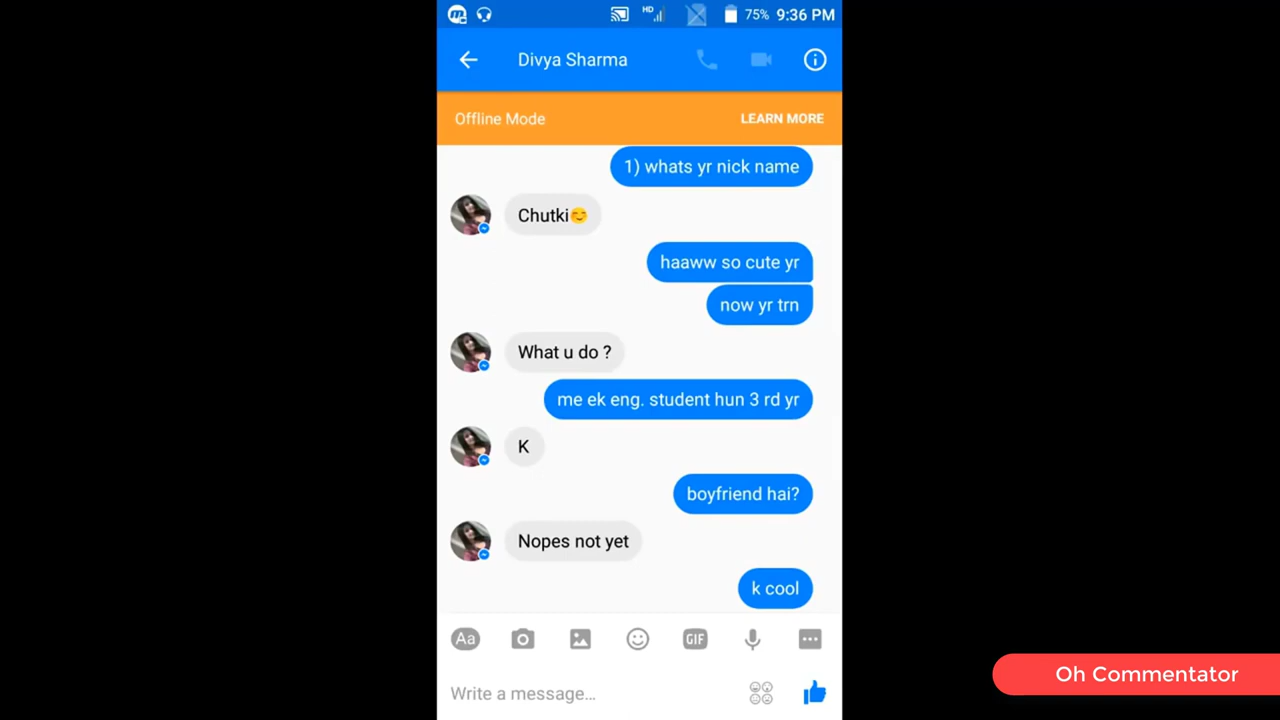 HD 75% 9:36 PM
Divya Sharma
Offline Mode LEARN MORE
1) whats yr nick name
Chutki😊
haaww so cute yr
now yr trn
What u do ?
me ek eng. student hun 3 rd yr
K
boyfriend hai?
Nopes not yet
k cool
Aa GIF
Write a message...
Oh Commentator